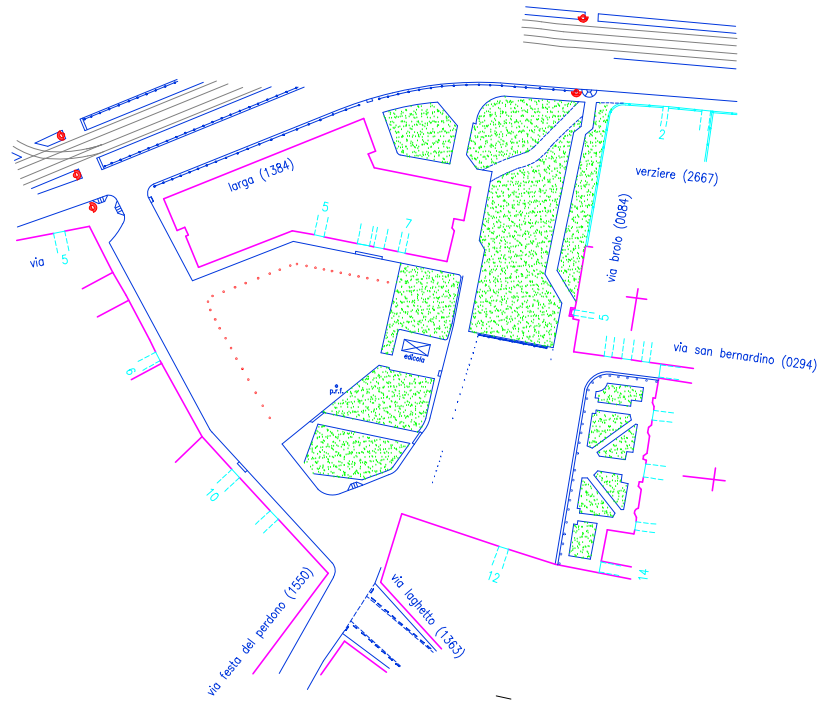 2
verziere (2667)
larga (1384)
via brolo (0084)
5
7
via
5
5
via san bernardino (0294)
edicola
6
p.r.f.
10
12
14
via laghetto (1363)
via festa del perdono (1550)